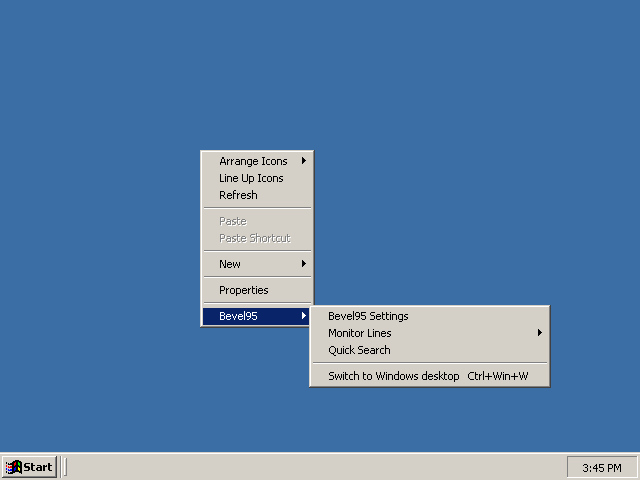 Arrange Icons
Line Up Icons
Refresh
Paste
Paste Shortcut
New
Properties
Bevel95
Bevel95 Settings
Monitor Lines
Quick Search
Switch to Windows desktop Ctrl+Win+W
Start
3:45 PM